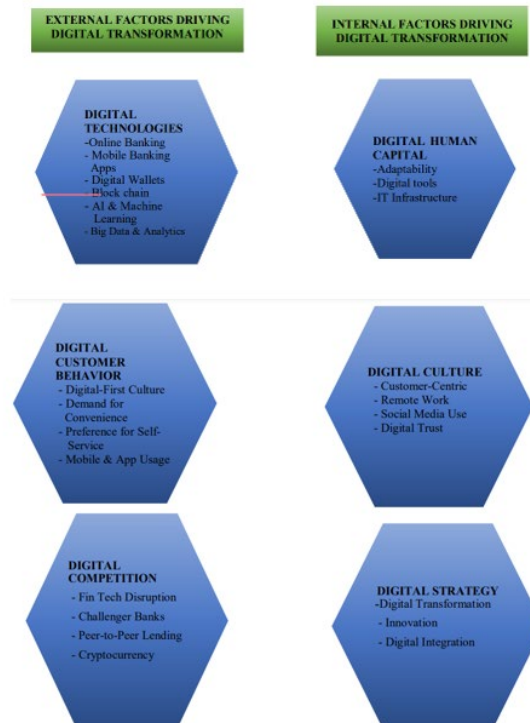 EXTERNAL FACTORS DRIVING
DIGITAL TRANSFORMATION
INTERNAL FACTORS DRIVING
DIGITAL TRANSFORMATION
DIGITAL
TECHNOLOGIES
-Online Banking
- Mobile Banking
Apps
- Digital Wallets
- Block chain
- AI & Machine
Learning
- Big Data & Analytics
DIGITAL HUMAN
CAPITAL
-Adaptability
-Digital tools
-IT Infrastructure
DIGITAL
CUSTOMER
BEHAVIOR
- Digital-First Culture
- Demand for
Convenience
- Preference for Self-
Service
- Mobile & App Usage
DIGITAL CULTURE
- Customer-Centric
- Remote Work
- Social Media Use
- Digital Trust
DIGITAL
COMPETITION
- Fin Tech Disruption
- Challenger Banks
- Peer-to-Peer Lending
- Cryptocurrency
DIGITAL STRATEGY
-Digital Transformation
- Innovation
- Digital Integration